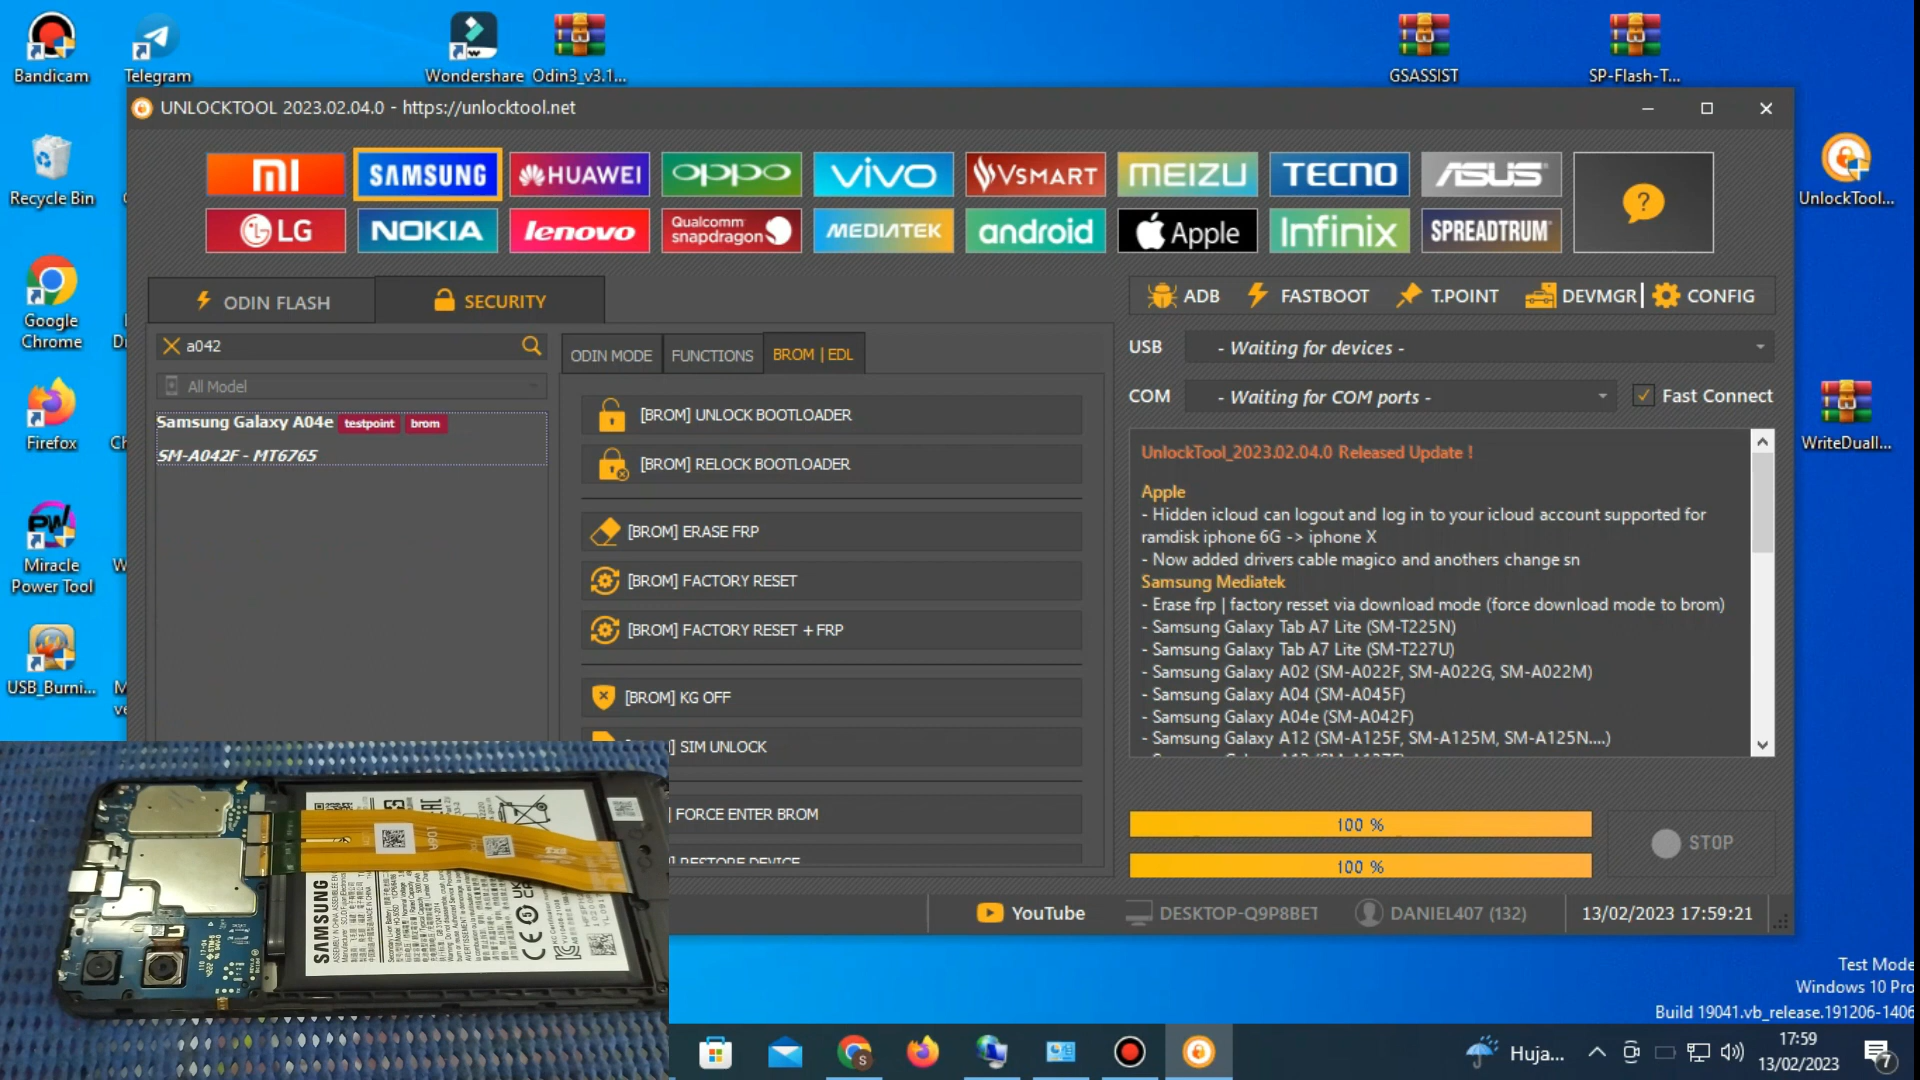 Bandicam
Telegram
Wondershare
Odin3_v3.1...
GSASSIST
SP-Flash-T...
Recycle Bin
Google
Chrome
Firefox
Miracle
Power Tool
USB_Burni...
UnlockTool...
WriteDuall...
UNLOCKTOOL 2023.02.04.0 - https://unlocktool.net
SAMSUNG
HUAWEI
oppo
vivo
VSMART
MEIZU
TECNO
ASUS
?
LG
NOKIA
lenovo
Qualcomm
snapdragon
MEDIATEK
android
Apple
Infinix
SPREADTRUM
ODIN FLASH
SECURITY
ADB
FASTBOOT
T.POINT
DEVMGR
CONFIG
a042
All Model
Samsung Galaxy A04e testpoint brom
SM-A042F - MT6765
ODIN MODE
FUNCTIONS
BROM | EDL
[BROM] UNLOCK BOOTLOADER
[BROM] RELOCK BOOTLOADER
[BROM] ERASE FRP
[BROM] FACTORY RESET
[BROM] FACTORY RESET + FRP
[BROM] KG OFF
] SIM UNLOCK
| FORCE ENTER BROM
] RESTORE DEVICE
USB - Waiting for devices -
COM - Waiting for COM ports - Fast Connect
UnlockTool_2023.02.04.0 Released Update !
Apple
- Hidden icloud can logout and log in to your icloud account supported for
ramdisk iphone 6G -> iphone X
- Now added drivers cable magico and anothers change sn
Samsung Mediatek
- Erase frp | factory resset via download mode (force download mode to brom)
- Samsung Galaxy Tab A7 Lite (SM-T225N)
- Samsung Galaxy Tab A7 Lite (SM-T227U)
- Samsung Galaxy A02 (SM-A022F, SM-A022G, SM-A022M)
- Samsung Galaxy A04 (SM-A045F)
- Samsung Galaxy A04e (SM-A042F)
- Samsung Galaxy A12 (SM-A125F, SM-A125M, SM-A125N....)
100 %
100 %
STOP
YouTube
DESKTOP-Q9P8BET
DANIEL407 (132)
13/02/2023 17:59:21
SAMSUNG
Test Mode
Windows 10 Pro
Build 19041.vb_release.191206-1406
Huja...
17:59
13/02/2023
7